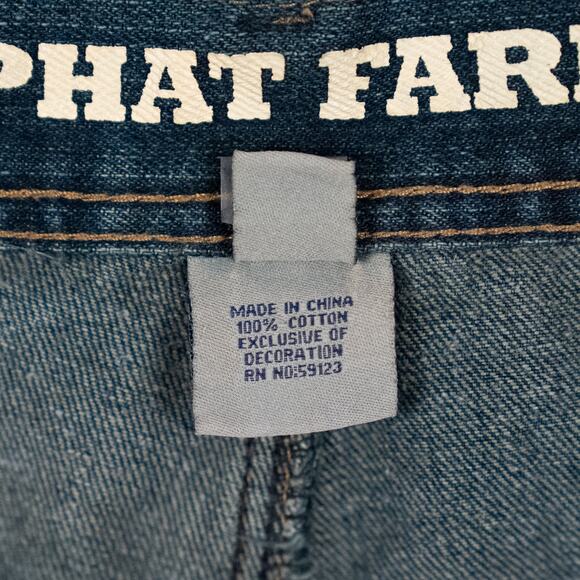 PHAT FAR
MADE IN CHINA
100% COTTON
EXCLUSIVE OF
DECORATION
RN NO:59123